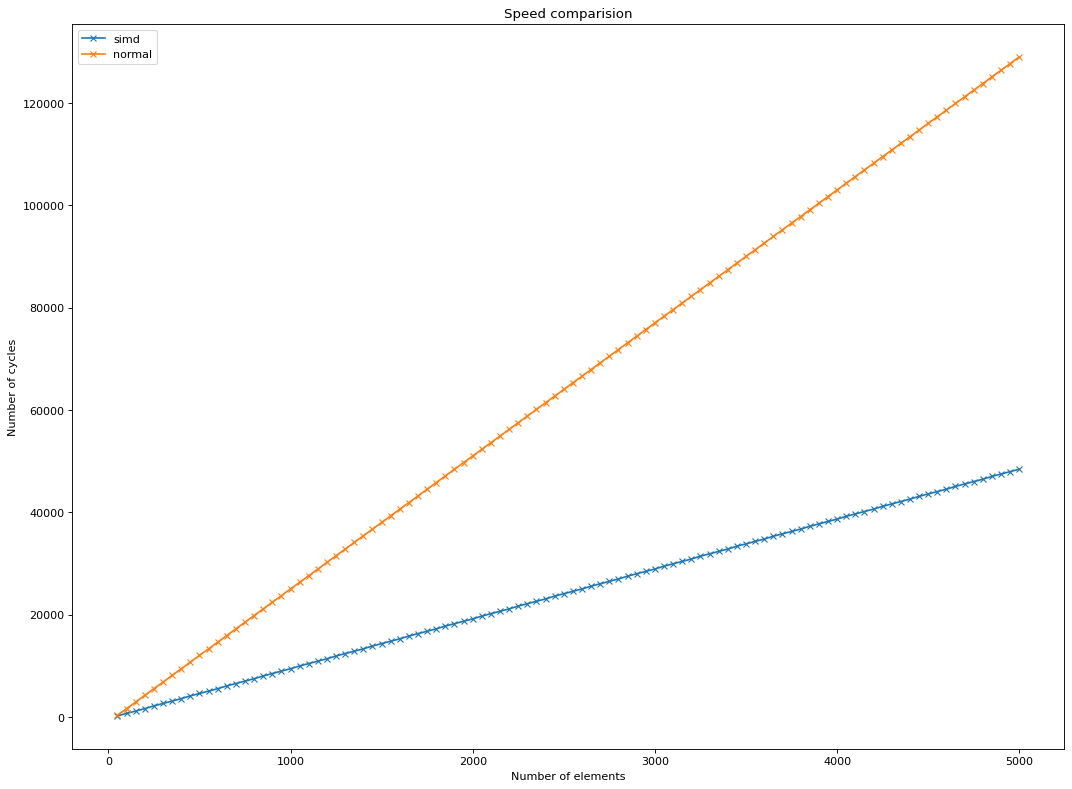 Speed comparision
simd
normal
120000
100000
80000
60000
40000
20000
0
Number of cycles
0 1000 2000 3000 4000 5000
Number of elements